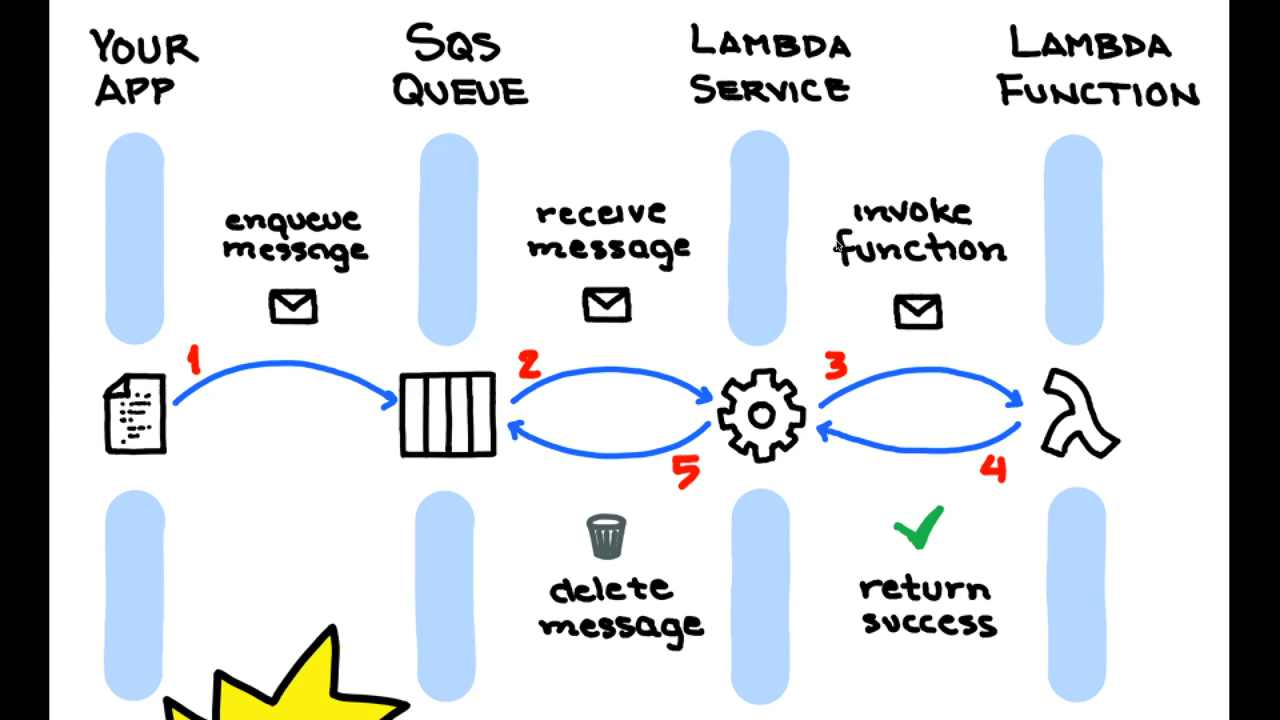 YOUR
APP
SQS
QUEUE
LAMBDA
SERVICE
LAMBDA
FUNCTION
enqueue
message
receive
message
invoke
function
1
2
3
5
4
delete
message
return
success